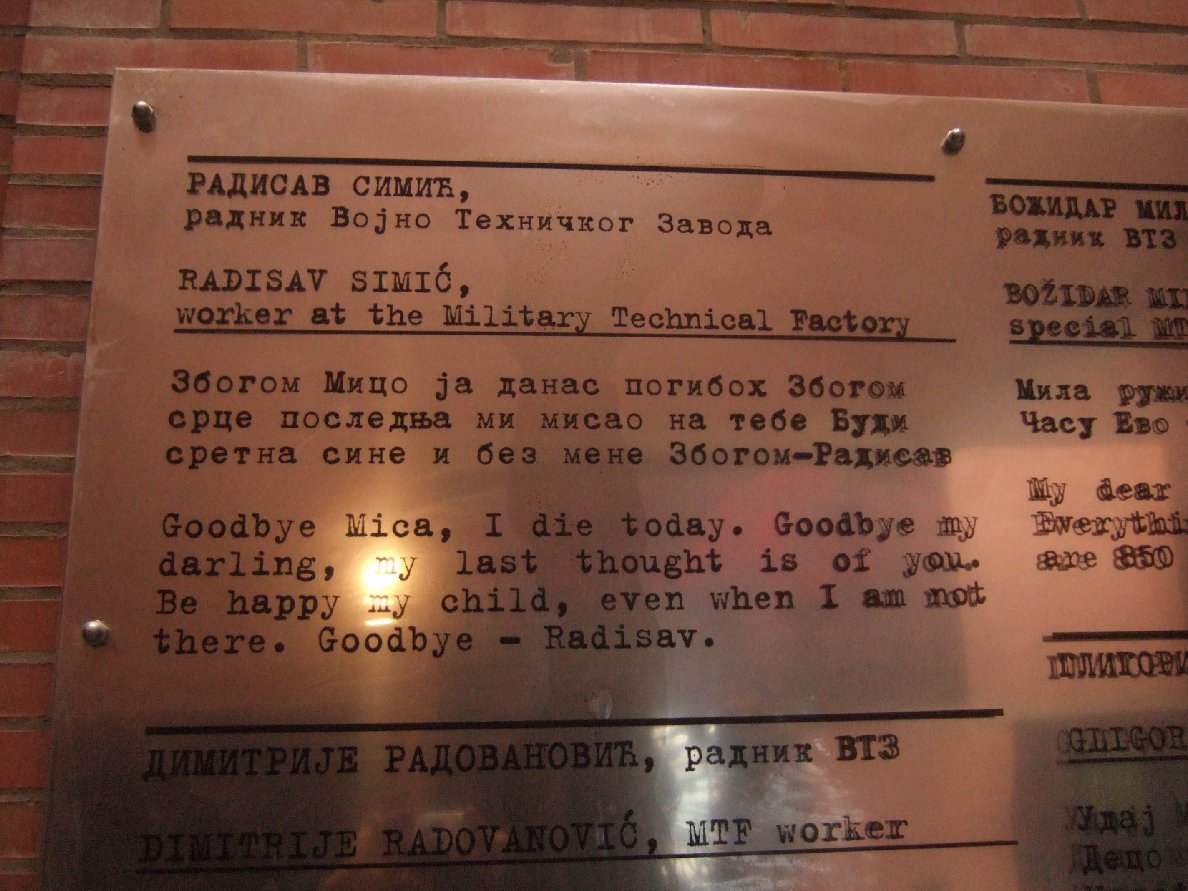 РАДИСАВ СИМИЋ,
радник Војно Техничког Завода
RADISAV SIMIĆ,
worker at the Military Technical Factory
Збогом Мицо ја данас погибох Збогом
срце последња ми мисао на тебе Буди
сретна сине и без мене Збогом-Радисав
Goodbye Mica, I die today. Goodbye my
darling, my last thought is of you.
Be happy my child, even when I am not
there. Goodbye - Radisav.
ДИМИТРИЈЕ РАДОВАНОВИЋ, радник ВТЗ
DIMITRIJE RADOVANOVIĆ, MTF worker
БОЖИДАР
радник ВТЗ
BOŽIDAR
special
Мила
Часу Ево
My dear
are 850
Удај
Децо